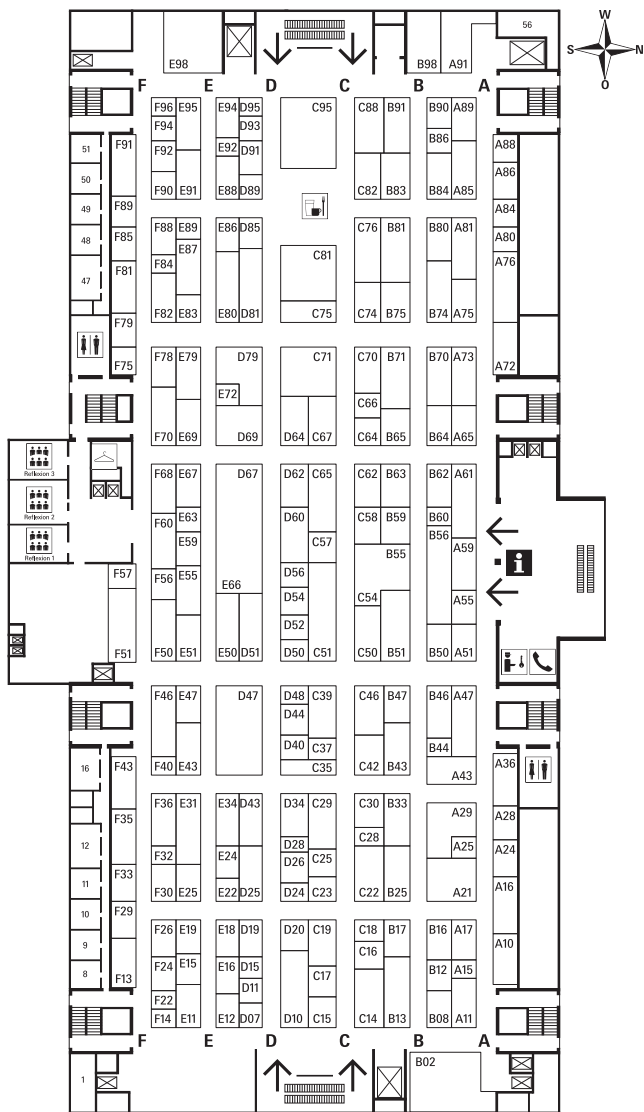 56
W
S N
O
E98
B98 A91
F E D C B A
F96 E95 E94 D95 C95 C88 B91 B90 A89
F94 D93
B86
F92 E92 D91
F91 A88
51
50 A86
F90 E91 E88 D89 C82 B83 B84 A85
49 F89 A84
F88 E89 E86 D85 C76 B81 B80 A81
48 F85 A80
E87
F84 C81
47 F81 A76
F82 E83 E80 D81 C75 C74 B75 B74 A75
F79
F75 A72
F78 E79 D79 C71 C70 B71 B70 A73
E72
C66
F70 E69 D69 D64 C67 C64 B65 B64 A65
Reflexion 3
F68 E67 D67 D62 C65 C62 B63 B62 A61
Reflexion 2
F60 E63 D60 C58 B59 B60
B56
E59 C57 A59
Reflexion 1
B55
i
F57 F56 E55 E66 D56
D54 C54 A55
D52
F51 F50 E51 E50 D51 D50 C51 C50 B51 B50 A51
F46 E47 D47 D48 C39 C46 B47 B46 A47
D44
D40 C37 B44
16 F43 F40 E43 C35 C42 B43 A43 A36
F36 E31 E34 D43 D34 C29 C30 B33 A29
F35 A28
12 F32 E24 D28 C28 A25 A24
D26 C25
11 F33 A16
F30 E25 E22 D25 D24 C23 C22 B25 A21
10 F29
F26 E19 E18 D19 D20 C19 C18 B17 B16 A17
9 A10
C16
F24 E15 E16 D15 C17 B12 A15
8 F13
D11
F22
F14 E11 E12 D07 D10 C15 C14 B13 B08 A11
F E D C B A
B02
1